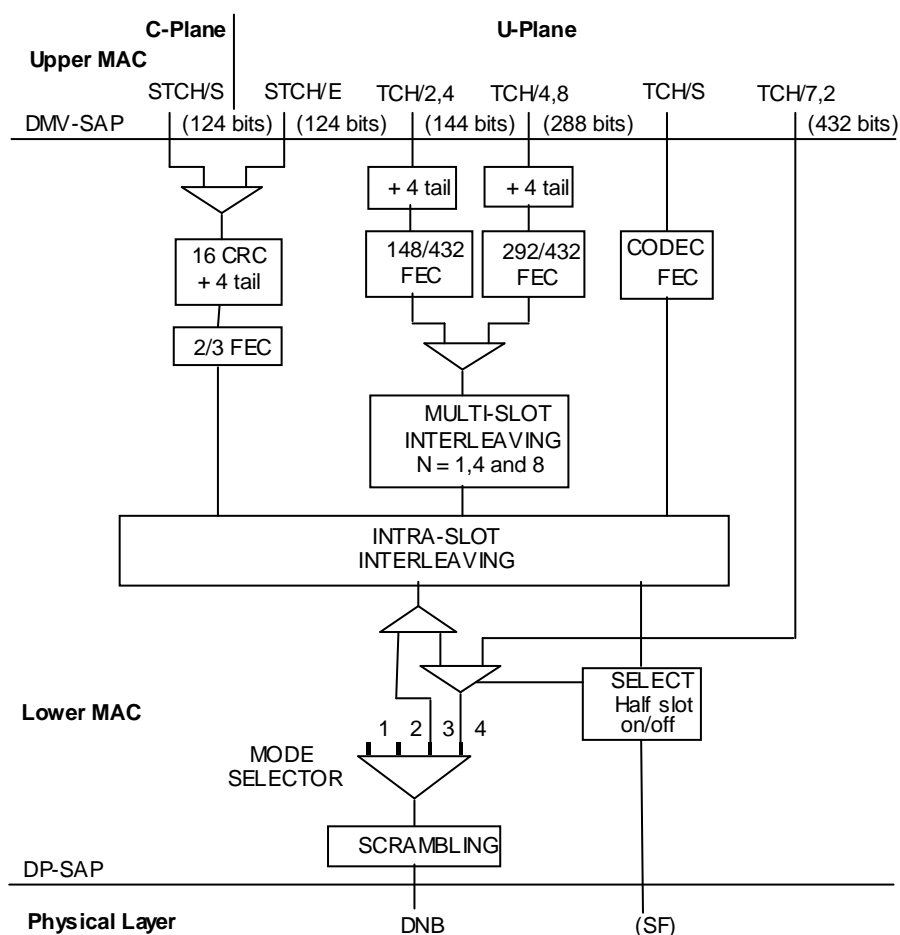 C-Plane U-Plane
Upper MAC
STCH/S STCH/E TCH/2,4 TCH/4,8 TCH/S TCH/7,2
DMV-SAP (124 bits) (124 bits) (144 bits) (288 bits) (432 bits)
+ 4 tail + 4 tail
16 CRC
+ 4 tail
148/432
FEC
292/432
FEC
CODEC
FEC
2/3 FEC
MULTI-SLOT
INTERLEAVING
N = 1,4 and 8
INTRA-SLOT
INTERLEAVING
SELECT
Half slot
on/off
Lower MAC
1 2 3 4
MODE
SELECTOR
SCRAMBLING
DP-SAP
Physical Layer DNB (SF)